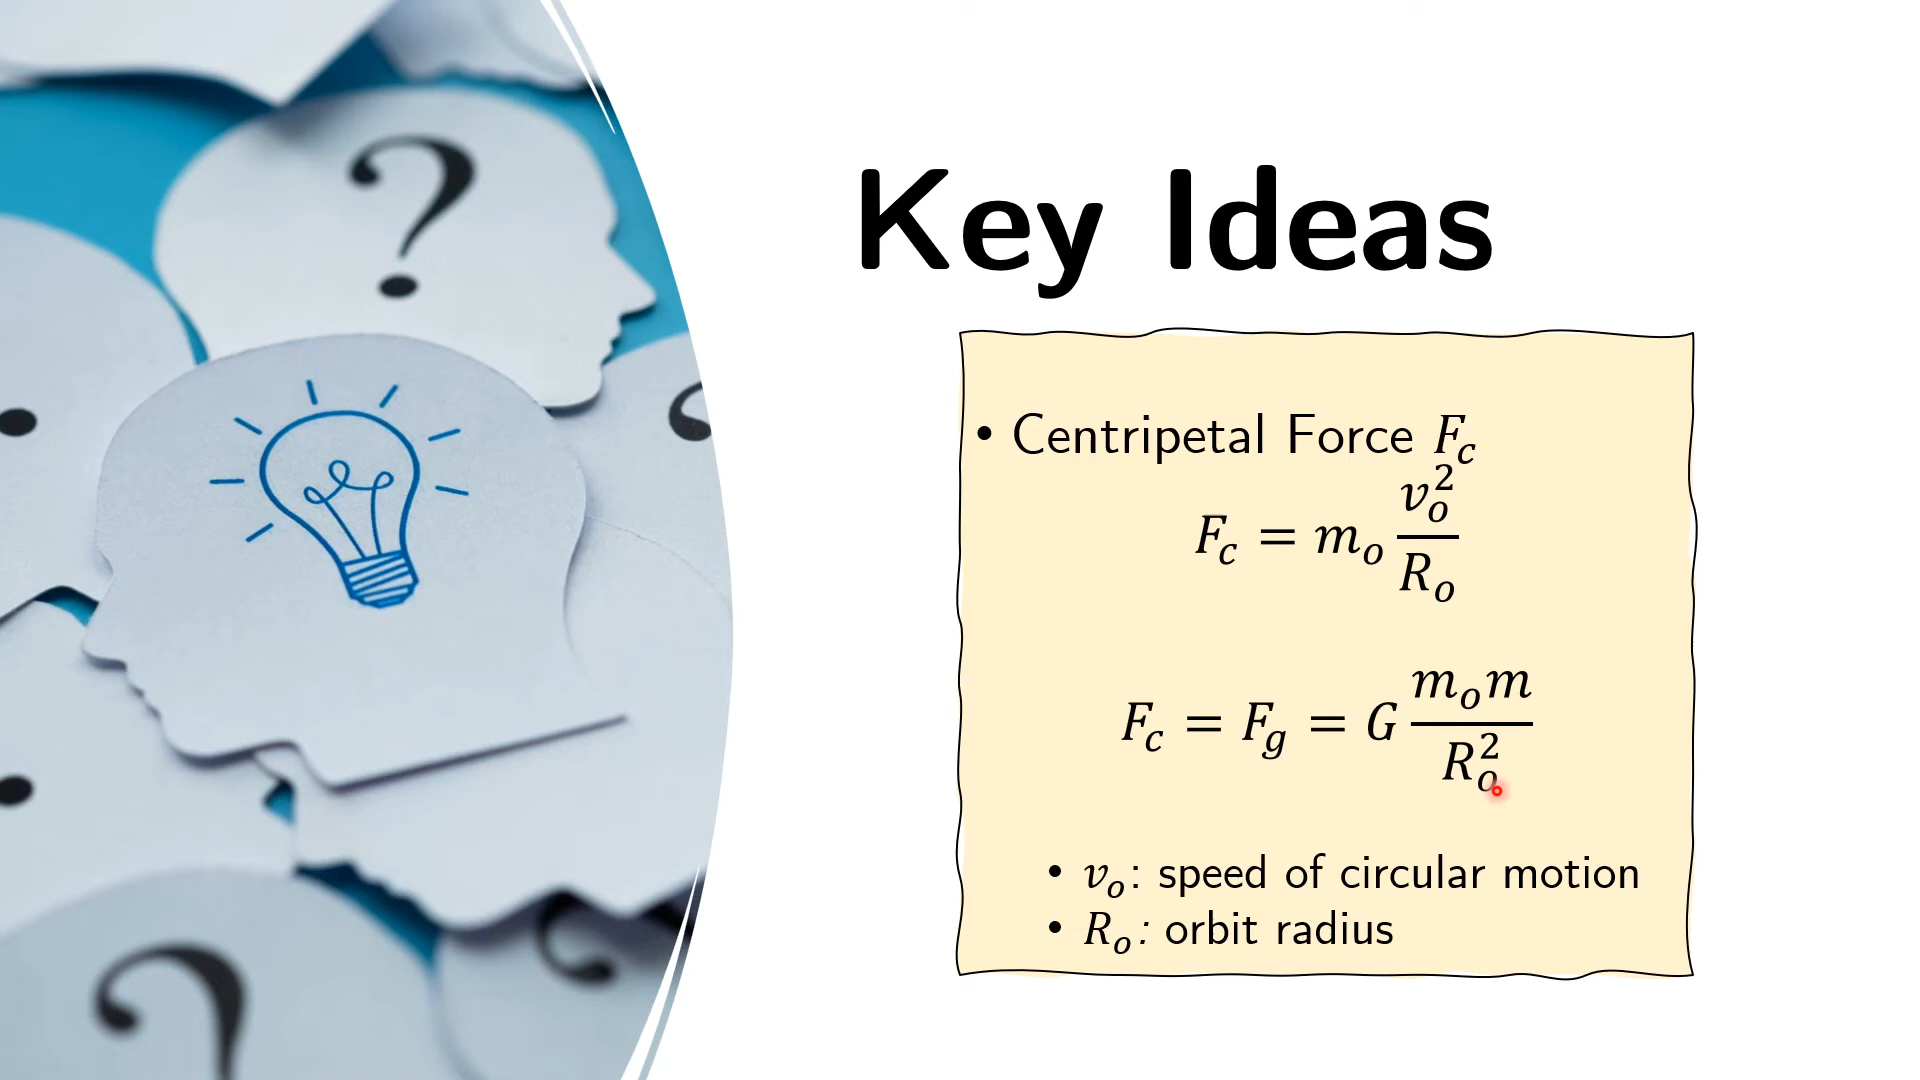 ?
Key Ideas
• Centripetal Force F_c
F_c = m_o v_o^2 / R_o
F_c = F_g = G m_o m / R_o^2
• v_o: speed of circular motion
• R_o: orbit radius